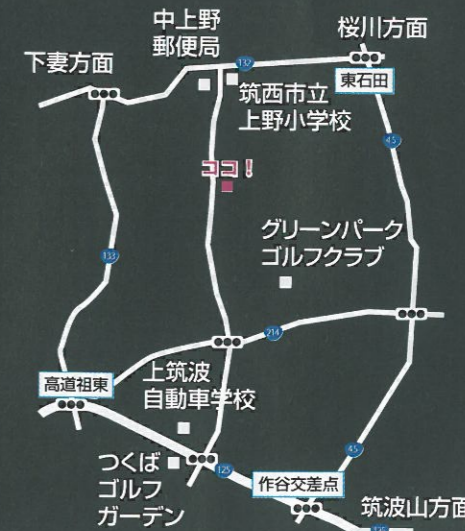 中上野
郵便局
桜川方面
下妻方面
132
東石田
筑西市立
上野小学校
45
ココ!
グリーンパーク
ゴルフクラブ
133
214
高道祖東
上筑波
自動車学校
45
つくば
ゴルフ
ガーデン
125
作谷交差点
筑波山方面
125